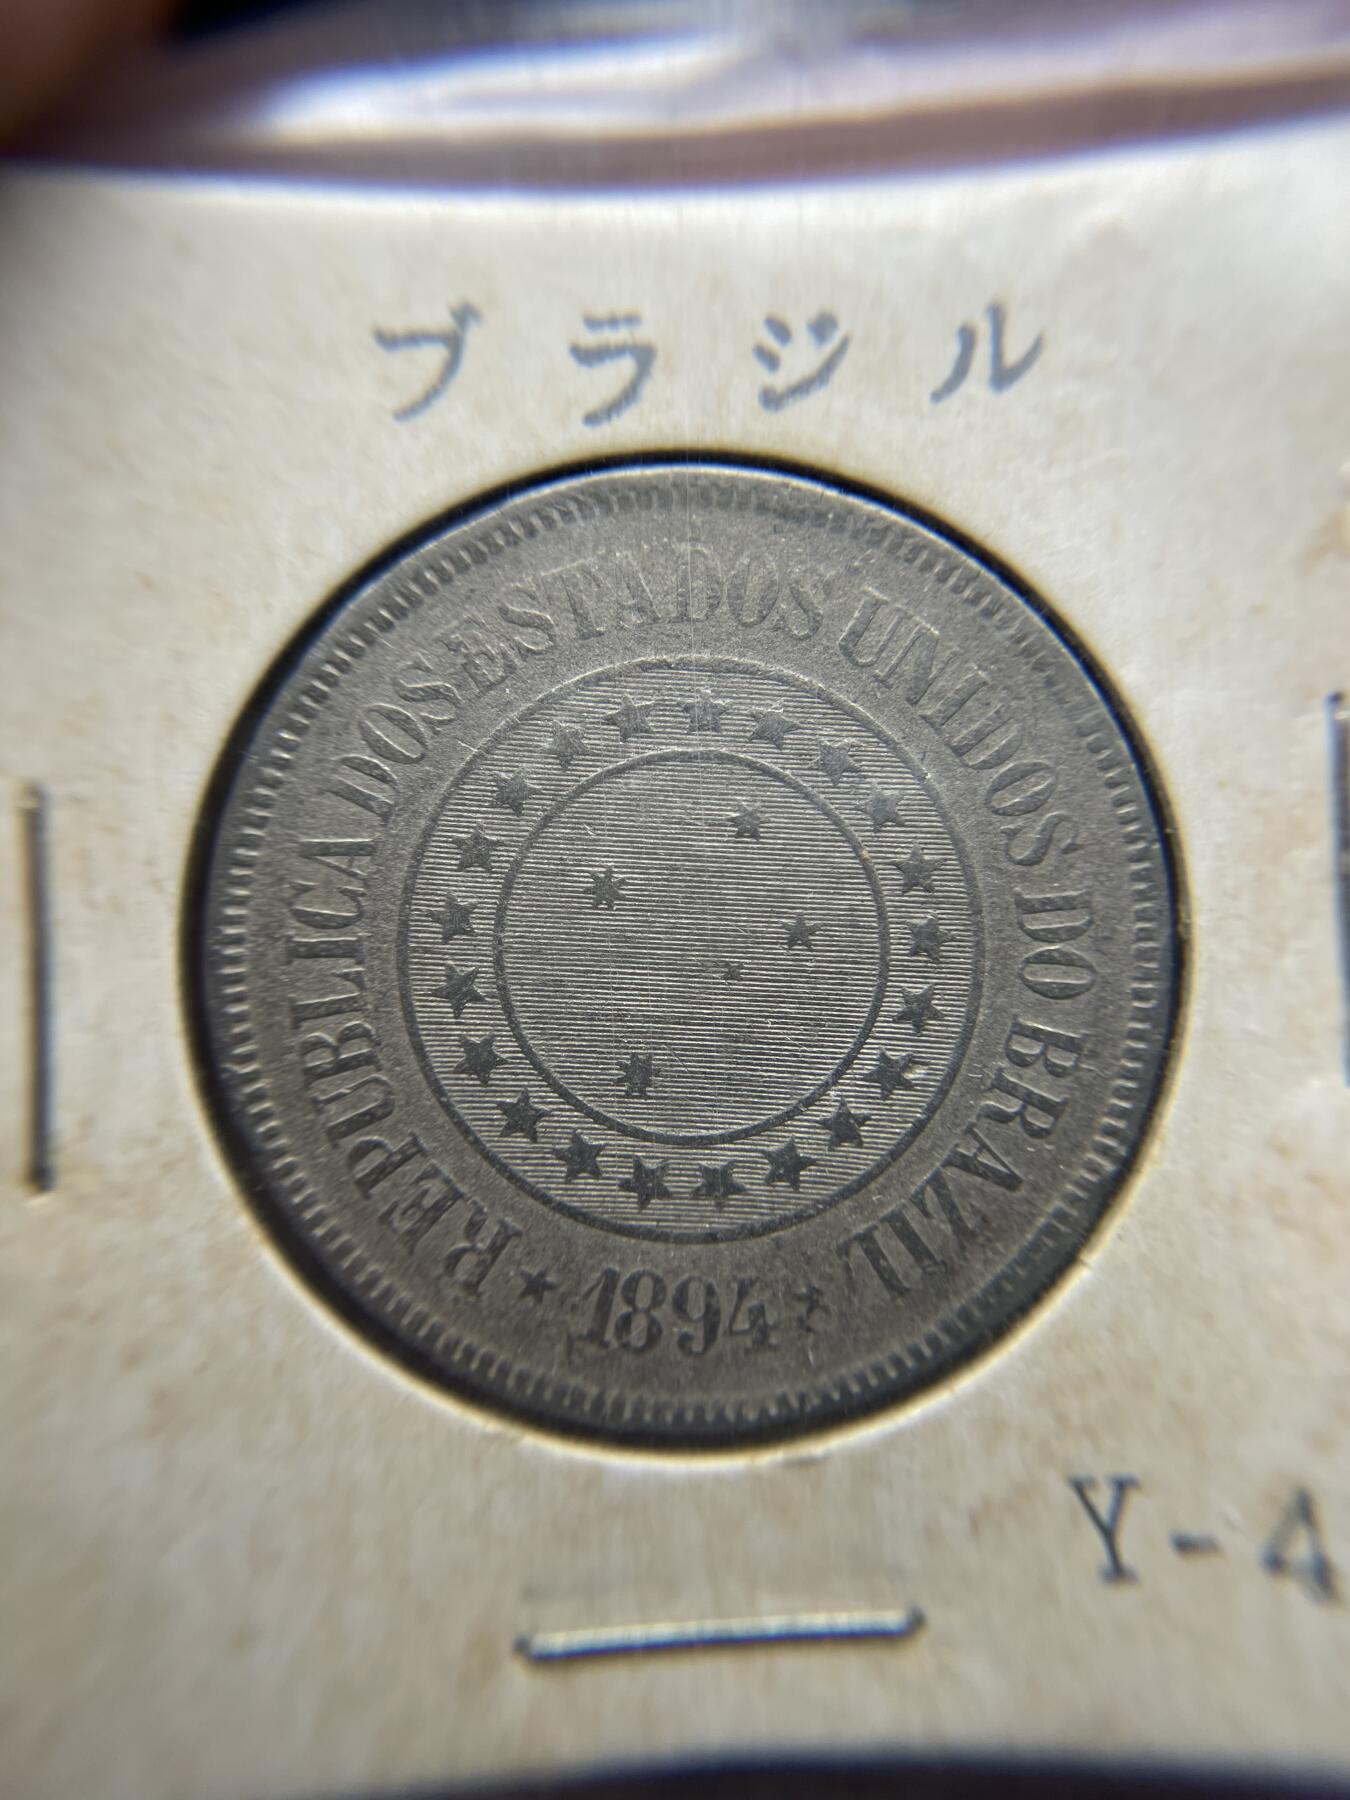 ブラジル
REPUBLICA DOS ESTADOS UNIDOS DO BRAZIL
★ 1894 ★
Y-4